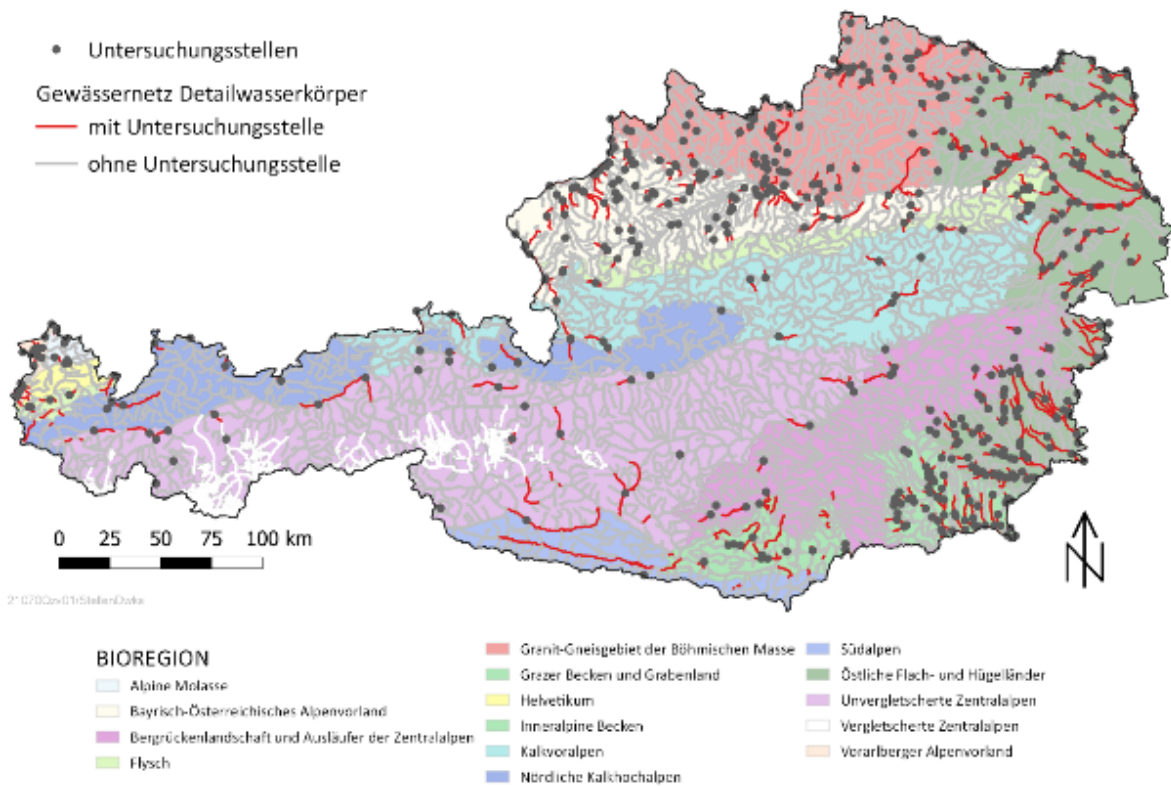 Untersuchungsstellen
Gewässernetz Detailwasserkörper
mit Untersuchungsstelle
ohne Untersuchungsstelle
0 25 50 75 100 km
N
BIOREGION
Alpine Molasse
Bayrisch-Österreichisches Alpenvorland
Bergrückenlandschaft und Ausläufer der Zentralalpen
Flysch
Granit-Gneisgebiet der Böhmischen Masse
Grazer Becken und Grabenland
Helvetikum
Inneralpine Becken
Kalkvoralpen
Nördliche Kalkhochalpen
Südalpen
Östliche Flach- und Hügelländer
Unvergletscherte Zentralalpen
Vergletscherte Zentralalpen
Vorarlberger Alpenvorland